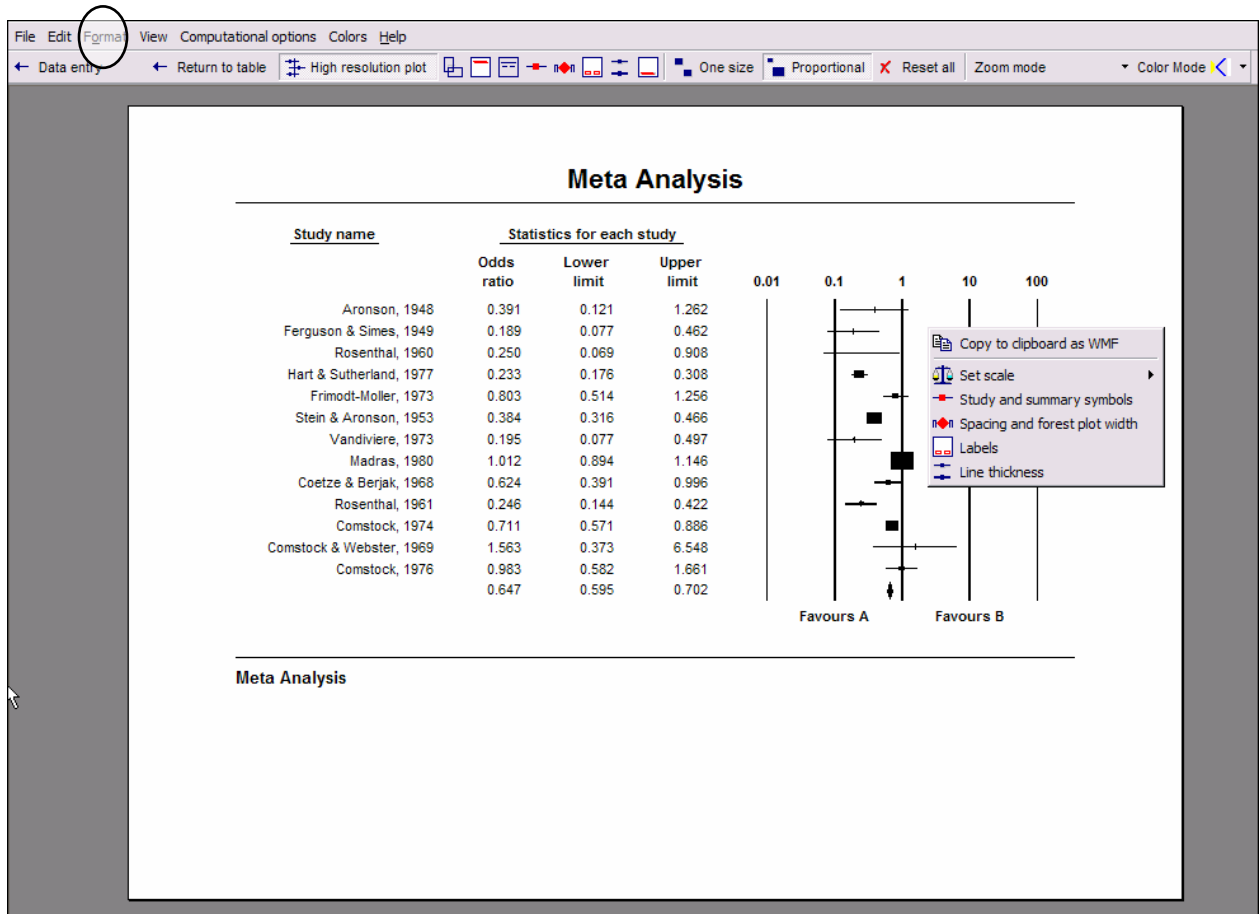 File Edit Format View Computational options Colors Help
Data entry Return to table High resolution plot One size Proportional Reset all Zoom mode Color Mode
Meta Analysis
Study name Statistics for each study
Odds ratio Lower limit Upper limit 0.01 0.1 1 10 100
Aronson, 1948 0.391 0.121 1.262
Ferguson & Simes, 1949 0.189 0.077 0.462
Rosenthal, 1960 0.250 0.069 0.908
Hart & Sutherland, 1977 0.233 0.176 0.308
Frimodt-Moller, 1973 0.803 0.514 1.256
Stein & Aronson, 1953 0.384 0.316 0.466
Vandiviere, 1973 0.195 0.077 0.497
Madras, 1980 1.012 0.894 1.146
Coetze & Berjak, 1968 0.624 0.391 0.996
Rosenthal, 1961 0.246 0.144 0.422
Comstock, 1974 0.711 0.571 0.886
Comstock & Webster, 1969 1.563 0.373 6.548
Comstock, 1976 0.983 0.582 1.661
0.647 0.595 0.702
Favours A Favours B
Copy to clipboard as WMF
Set scale
Study and summary symbols
Spacing and forest plot width
Labels
Line thickness
Meta Analysis